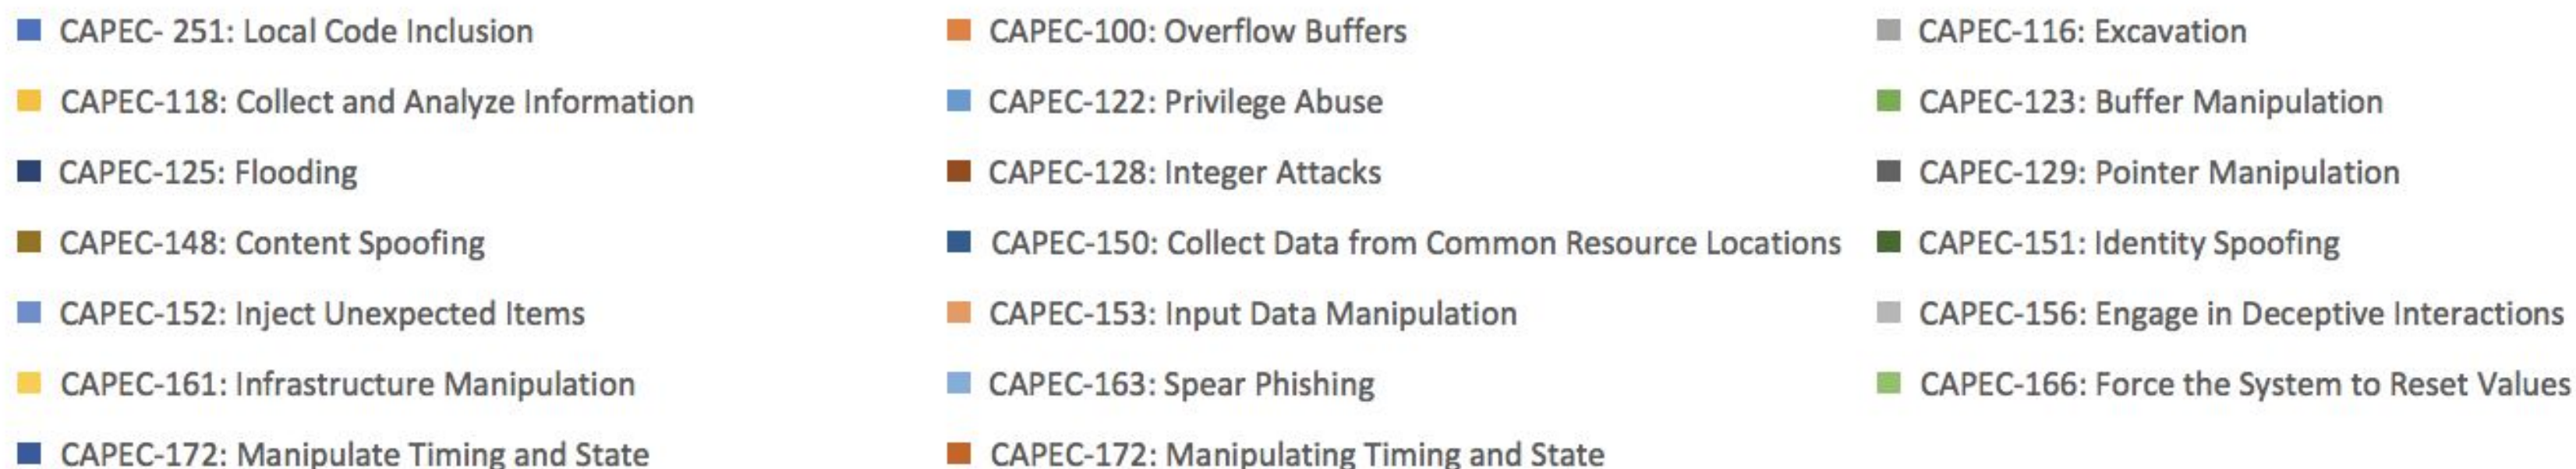 CAPEC- 251: Local Code Inclusion CAPEC-100: Overflow Buffers CAPEC-116: Excavation
CAPEC-118: Collect and Analyze Information CAPEC-122: Privilege Abuse CAPEC-123: Buffer Manipulation
CAPEC-125: Flooding CAPEC-128: Integer Attacks CAPEC-129: Pointer Manipulation
CAPEC-148: Content Spoofing CAPEC-150: Collect Data from Common Resource Locations CAPEC-151: Identity Spoofing
CAPEC-152: Inject Unexpected Items CAPEC-153: Input Data Manipulation CAPEC-156: Engage in Deceptive Interactions
CAPEC-161: Infrastructure Manipulation CAPEC-163: Spear Phishing CAPEC-166: Force the System to Reset Values
CAPEC-172: Manipulate Timing and State CAPEC-172: Manipulating Timing and State